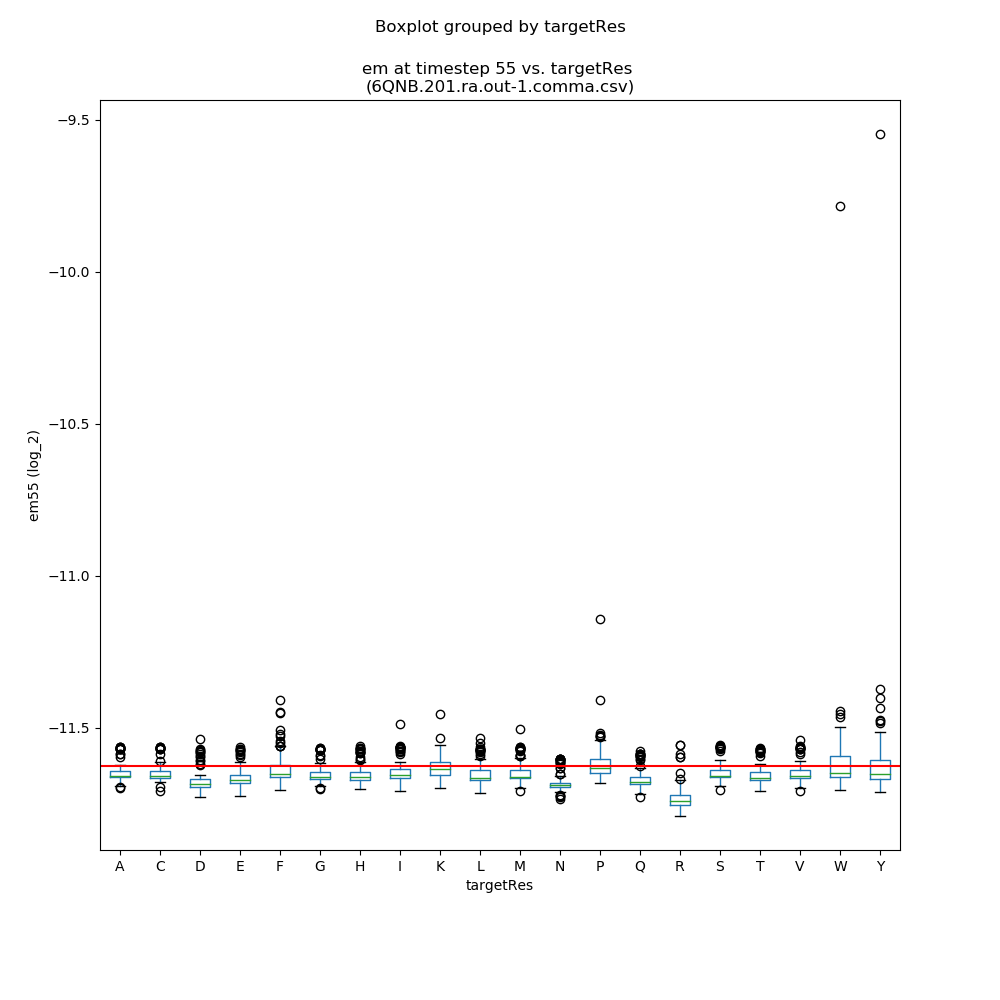 Boxplot grouped by targetRes
em at timestep 55 vs. targetRes
(6QNB.201.ra.out-1.comma.csv)
−9.5
−10.0
−10.5
−11.0
−11.5
em55 (log_2)
A C D E F G H I K L M N P Q R S T V W Y
targetRes